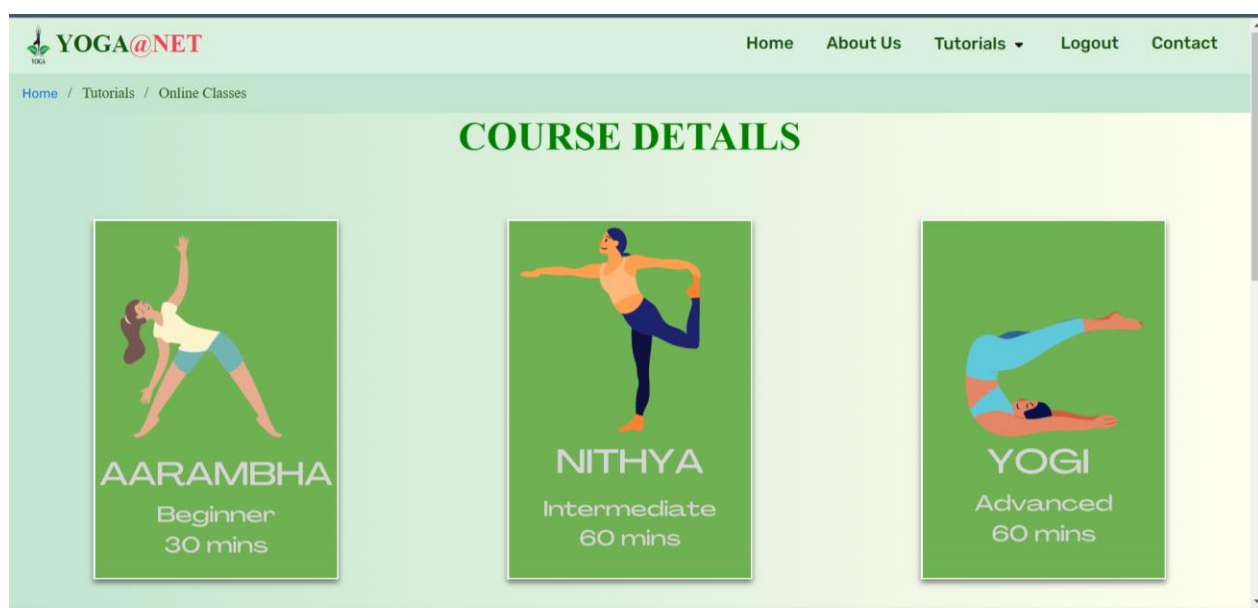 YOGA
YOGA@NET
Home About Us Tutorials Logout Contact
Home / Tutorials / Online Classes
COURSE DETAILS
AARAMBHA
Beginner
30 mins
NITHYA
Intermediate
60 mins
YOGI
Advanced
60 mins